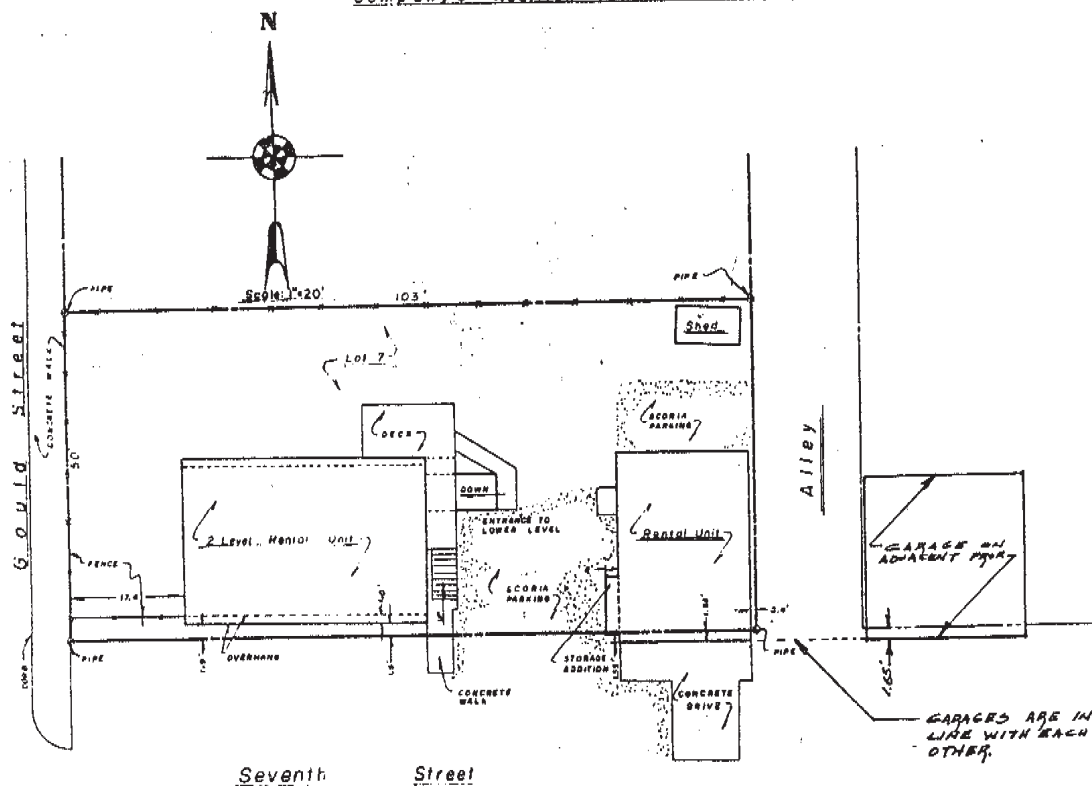 N
PIPE
Scale: 1"=20'
103'
PIPE
Shed
Lot 7
Gould Street
CONCRETE WALK
50'
DECK
SCORIA
PARKING
Alley
DOWN
ENTRANCE TO
LOWER LEVEL
2 Level Rental Unit
Rental Unit
GARAGE ON
ADJACENT PROP.
FENCE
17.4
SCORIA
PARKING
OVERHANG
PIPE
STORAGE
ADDITION
PIPE
1.65'
CURB
CONCRETE
WALK
CONCRETE
DRIVE
GARAGES ARE IN
LINE WITH EACH
OTHER.
Seventh Street